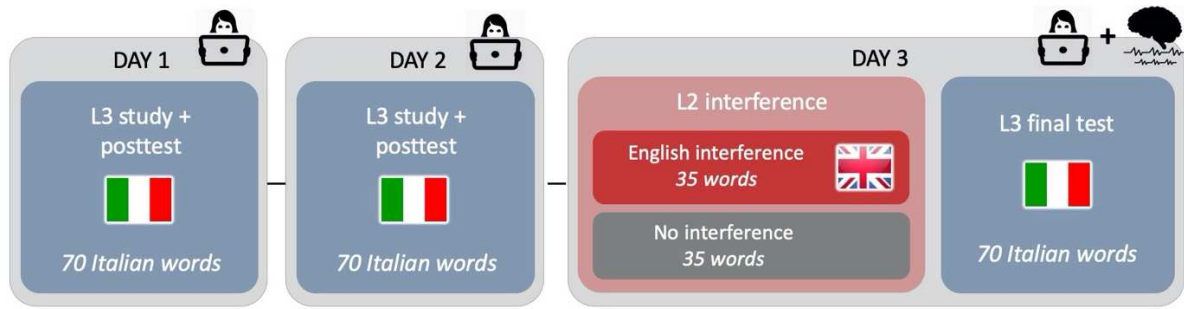 DAY 1
L3 study +
posttest
70 Italian words
DAY 2
L3 study +
posttest
70 Italian words
+
DAY 3
L2 interference
English interference
35 words
No interference
35 words
L3 final test
70 Italian words